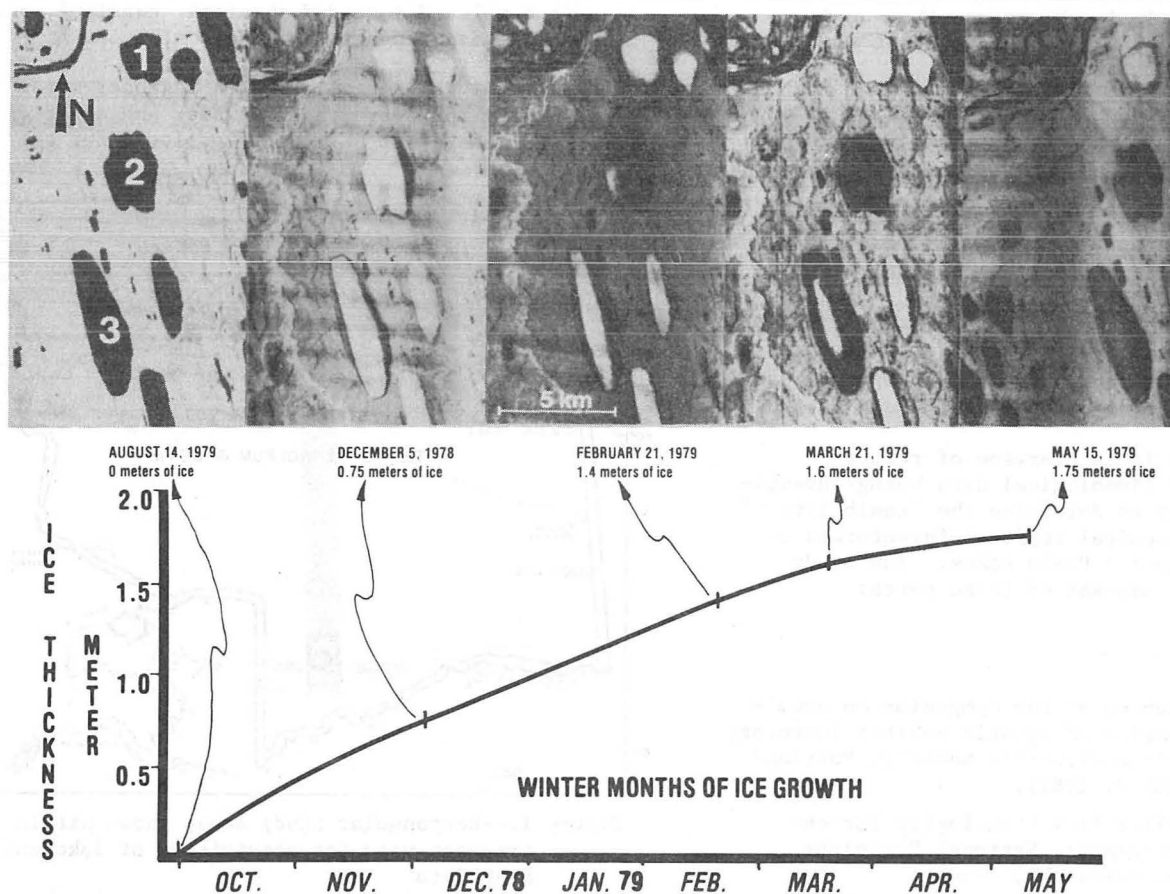 1
N
2
3
5 km
AUGUST 14, 1979
0 meters of ice
DECEMBER 5, 1978
0.75 meters of ice
FEBRUARY 21, 1979
1.4 meters of ice
MARCH 21, 1979
1.6 meters of ice
MAY 15, 1979
1.75 meters of ice
ICE THICKNESS
METER
2.0
1.5
1.0
0.5
WINTER MONTHS OF ICE GROWTH
OCT. NOV. DEC. 78 JAN. 79 FEB. MAR. APR. MAY